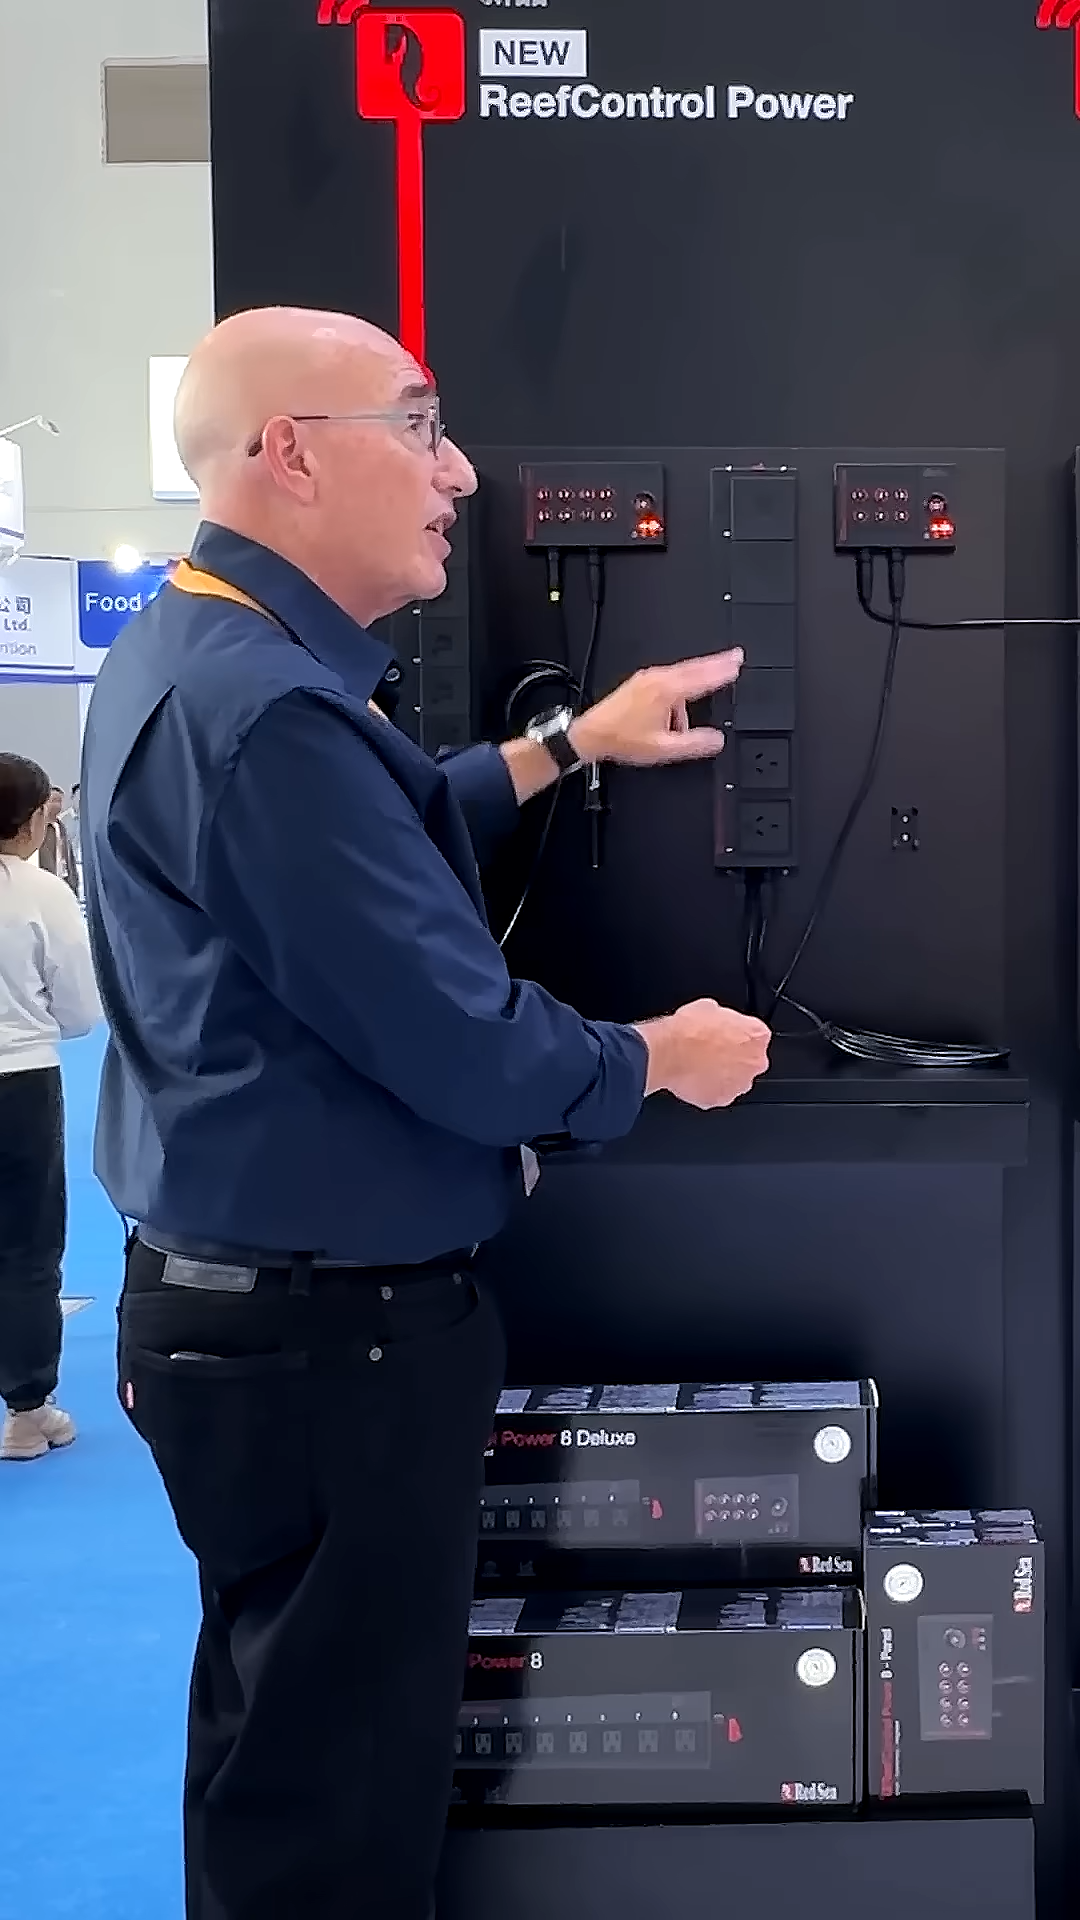 NEW
ReefControl Power
公司
Ltd.
Food
Power 8 Deluxe
Red Sea
Power 8
Red Sea
Red Sea